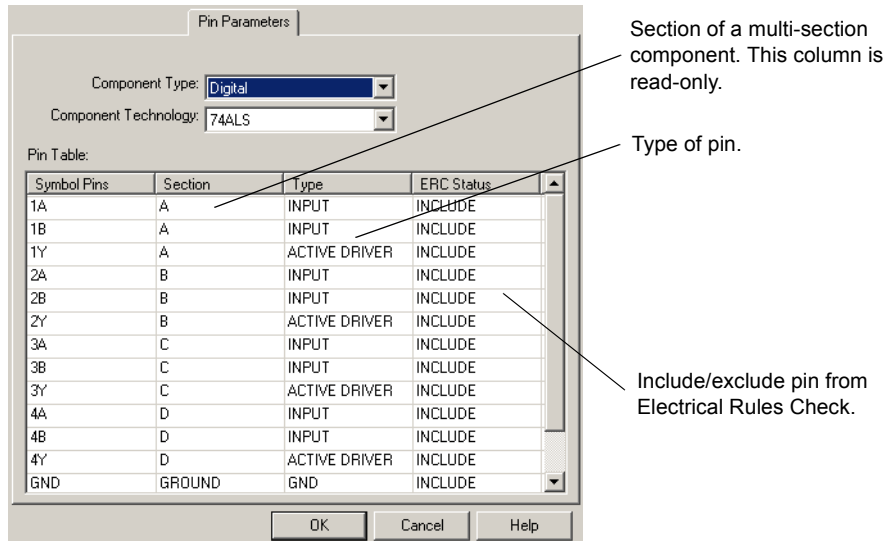 Pin Parameters
Component Type: Digital
Component Technology: 74ALS
Pin Table:
Symbol Pins Section Type ERC Status
1A A INPUT INCLUDE
1B A INPUT INCLUDE
1Y A ACTIVE DRIVER INCLUDE
2A B INPUT INCLUDE
2B B INPUT INCLUDE
2Y B ACTIVE DRIVER INCLUDE
3A C INPUT INCLUDE
3B C INPUT INCLUDE
3Y C ACTIVE DRIVER INCLUDE
4A D INPUT INCLUDE
4B D INPUT INCLUDE
4Y D ACTIVE DRIVER INCLUDE
GND GROUND GND INCLUDE
OK Cancel Help
Section of a multi-section
component. This column is
read-only.
Type of pin.
Include/exclude pin from
Electrical Rules Check.